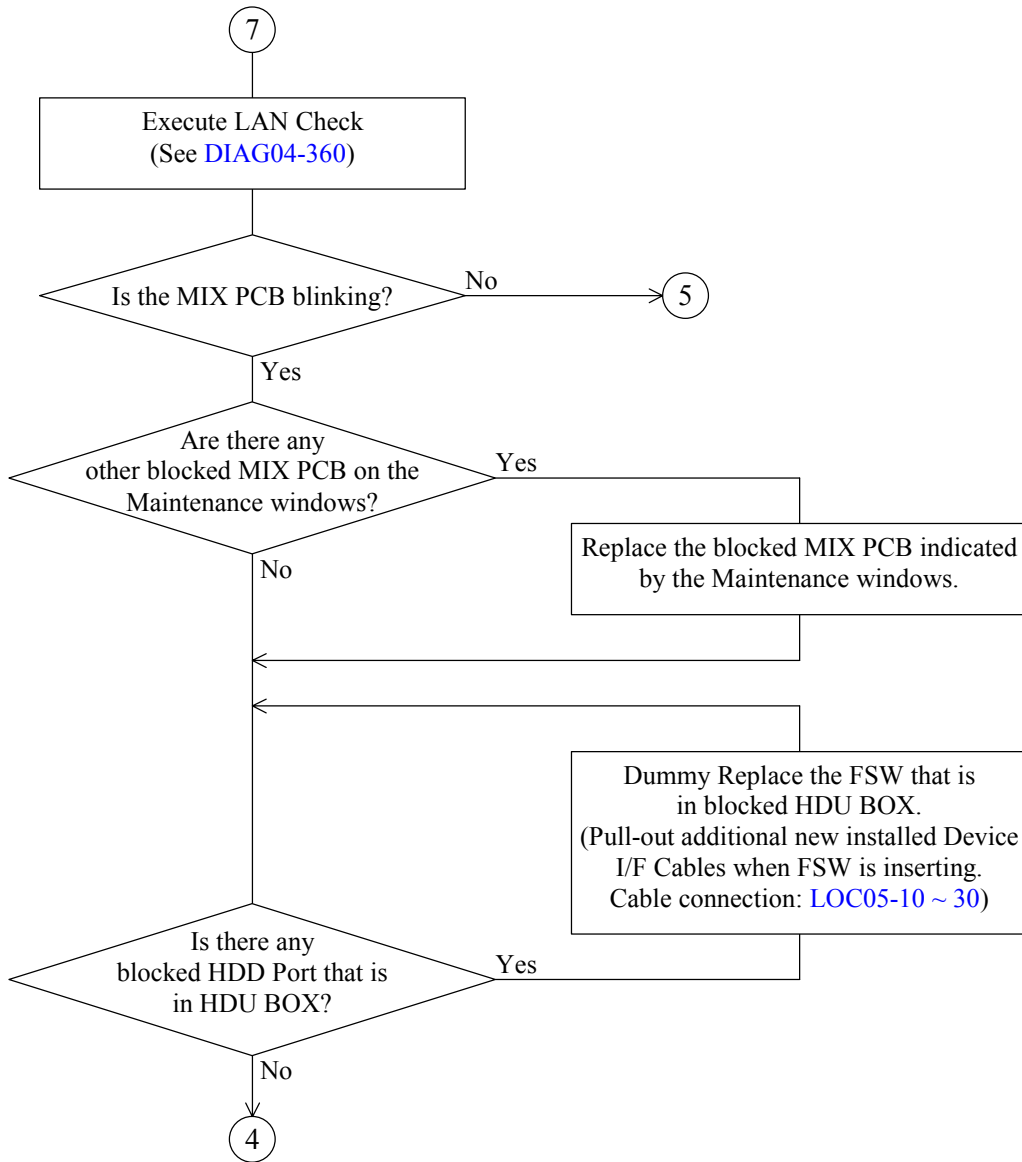 7
Execute LAN Check
(See DIAG04-360)
Is the MIX PCB blinking?
No
5
Yes
Are there any
other blocked MIX PCB on the
Maintenance windows?
Yes
Replace the blocked MIX PCB indicated
by the Maintenance windows.
No
Dummy Replace the FSW that is
in blocked HDU BOX.
(Pull-out additional new installed Device
I/F Cables when FSW is inserting.
Cable connection: LOC05-10 ~ 30)
Is there any
blocked HDD Port that is
in HDU BOX?
Yes
No
4